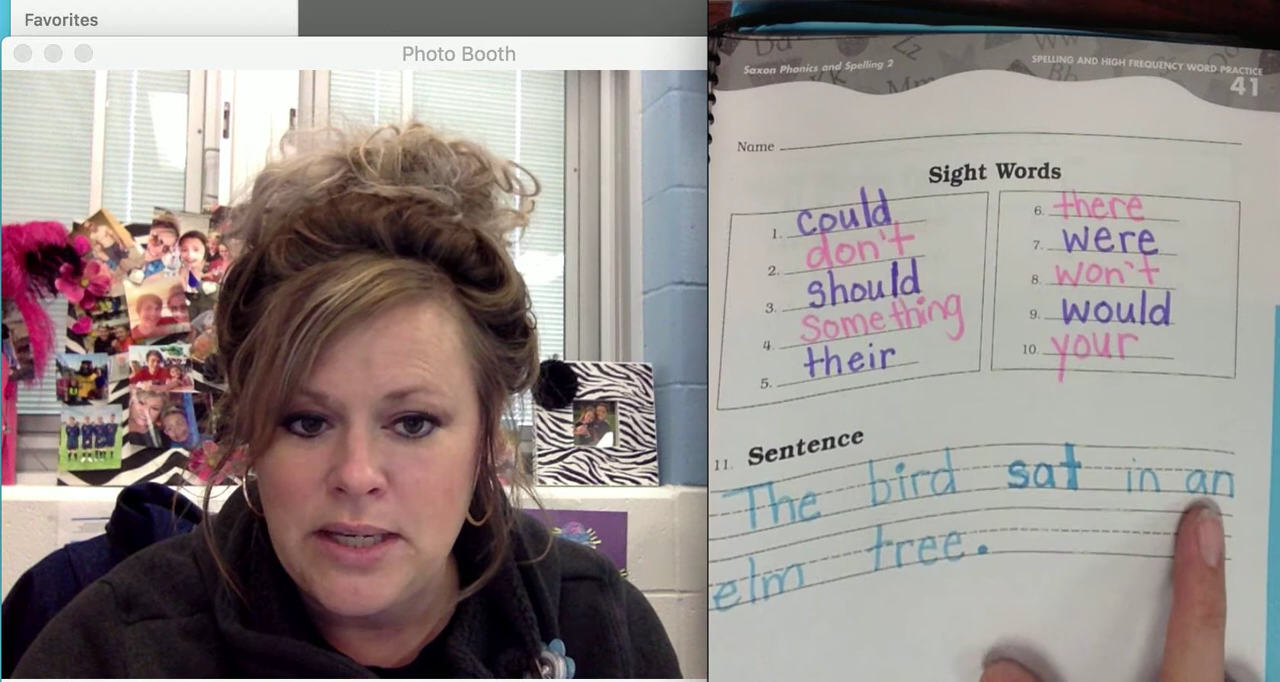 Favorites
Photo Booth
Saxon Phonics and Spelling 2
SPELLING AND HIGH FREQUENCY WORD PRACTICE
41
Name
Sight Words
1. could
2. don't
3. should
4. something
5. their
6. there
7. were
8. won't
9. would
10. your
11. Sentence
The bird sat in an
elm tree.